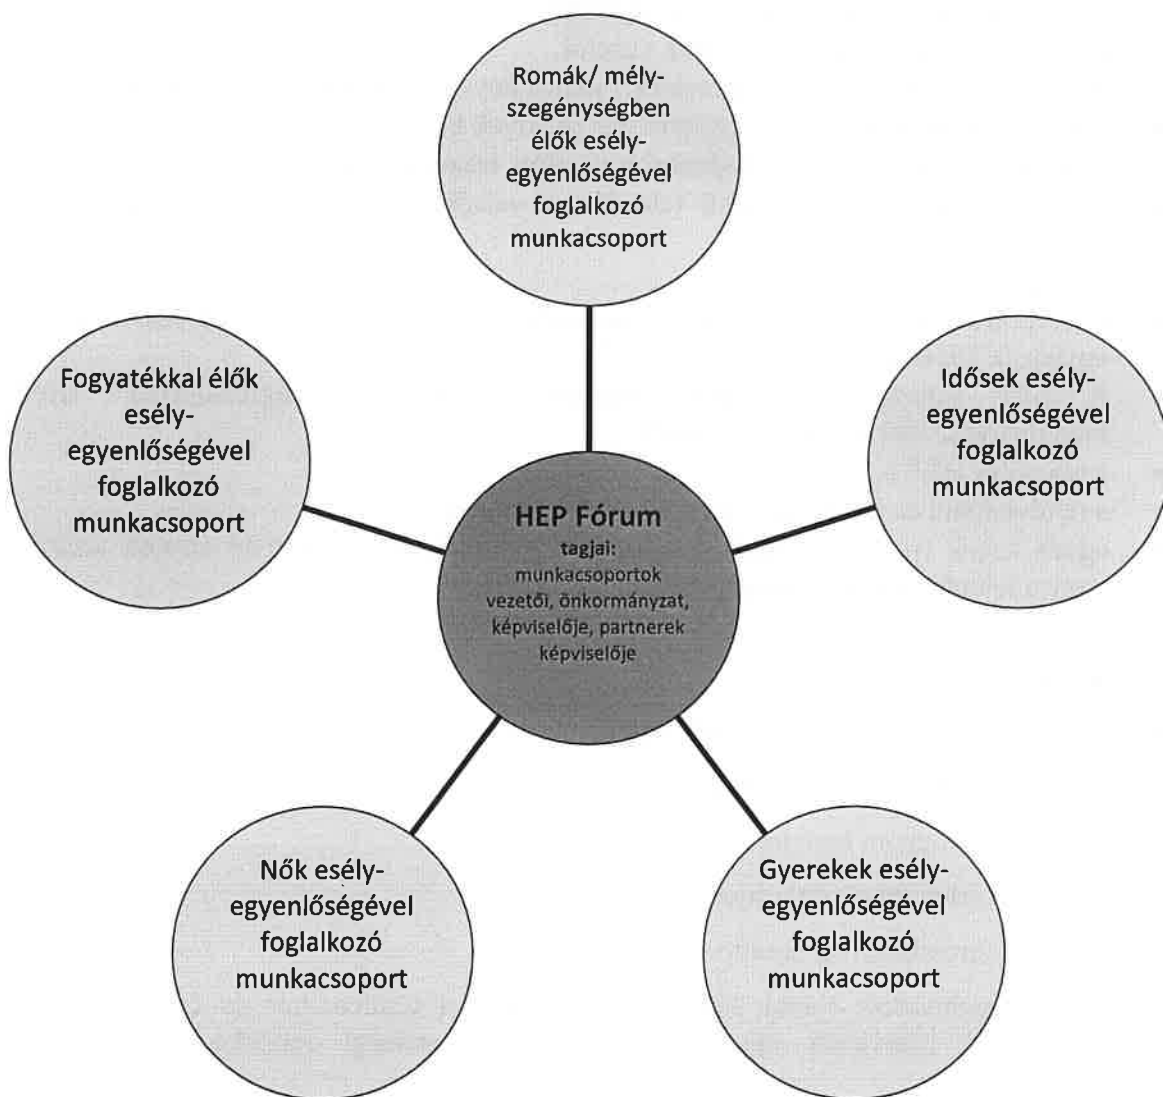 Romák/ mély-
szegénységben
élők esély-
egyenlőségével
foglalkozó
munkacsoport
Fogyatékkal élők
esély-
egyenlőségével
foglalkozó
munkacsoport
Idősek esély-
egyenlőségével
foglalkozó
munkacsoport
HEP Fórum
tagjai:
munkacsoportok
vezetői, önkormányzat,
képviselője, partnerek
képviselője
Nők esély-
egyenlőségével
foglalkozó
munkacsoport
Gyerekek esély-
egyenlőségével
foglalkozó
munkacsoport